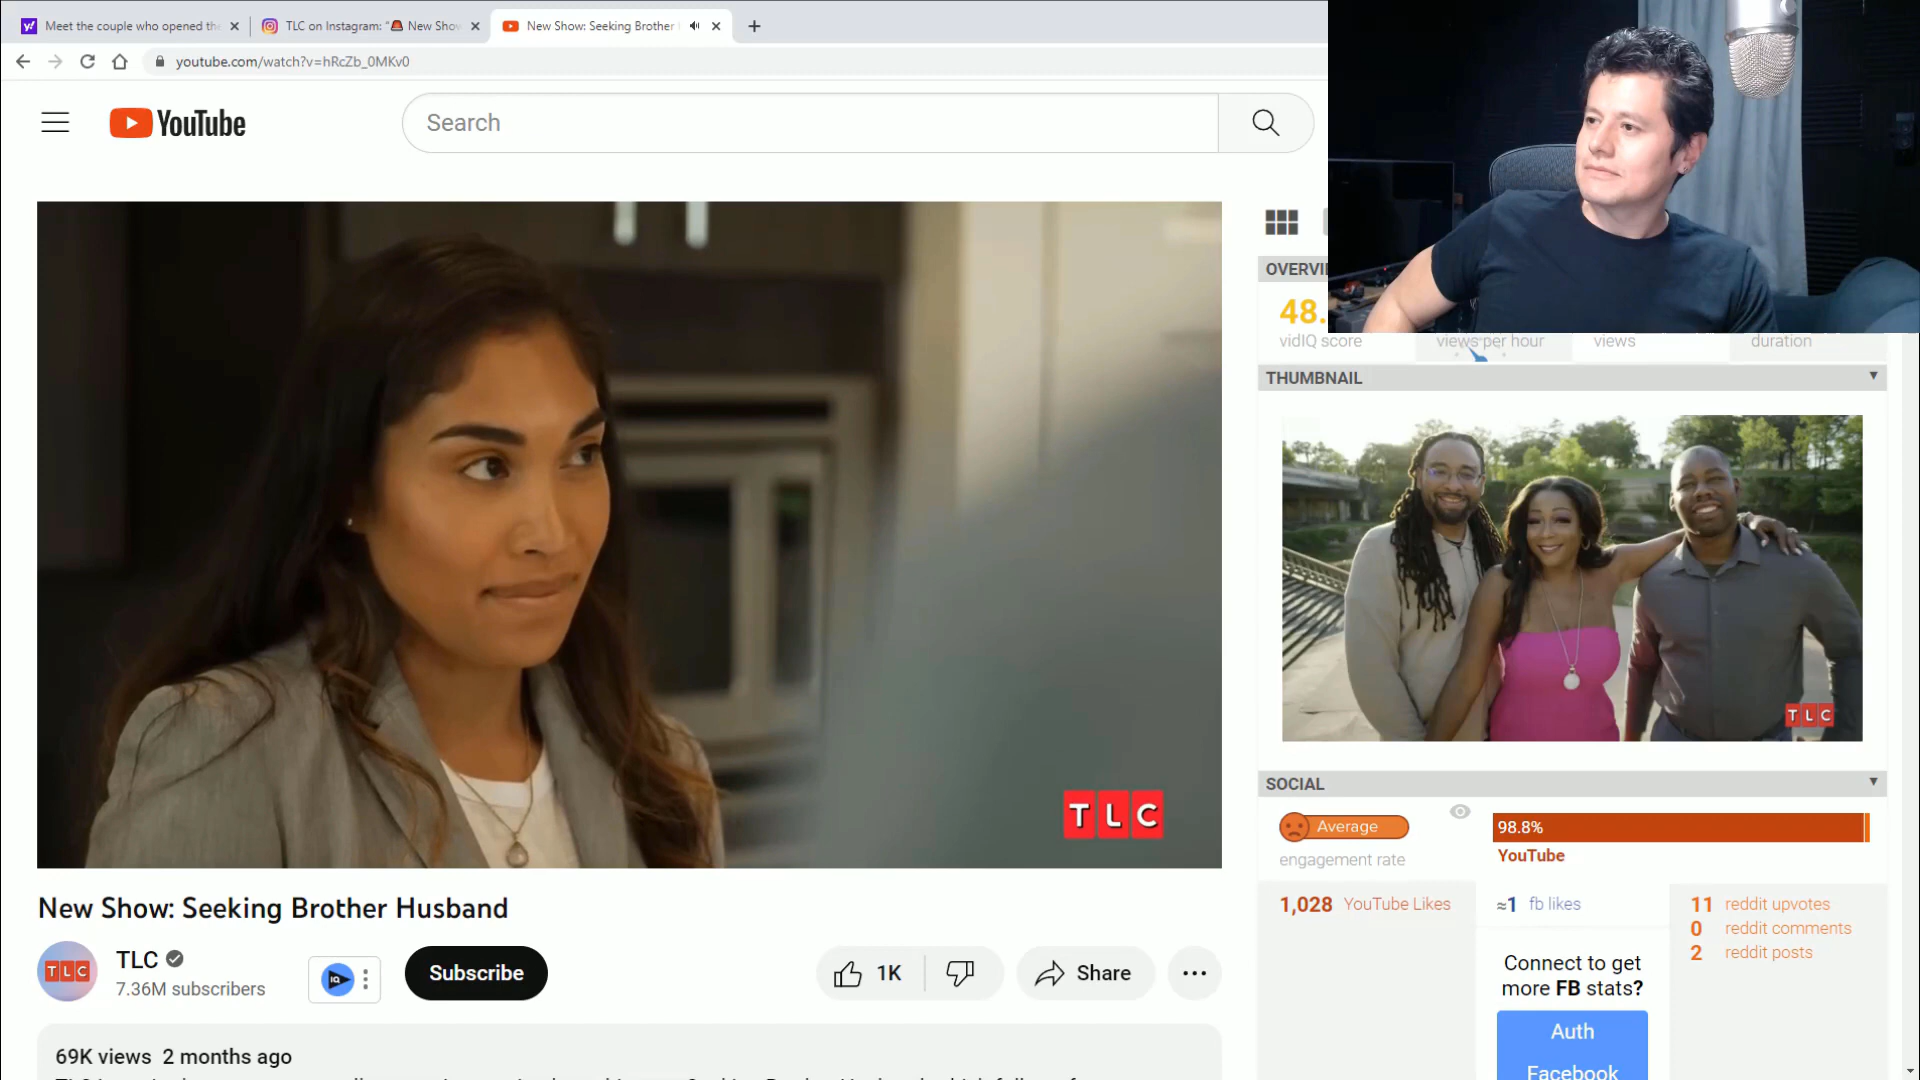 Meet the couple who opened the
TLC on Instagram: "🚨 New Show
New Show: Seeking Brother
youtube.com/watch?v=hRcZb_0MKv0
YouTube
Search
OVERVI
48.
vidIQ score
views per hour
views
duration
THUMBNAIL
TLC
TLC
SOCIAL
Average
engagement rate
98.8%
YouTube
1,028 YouTube Likes
≈1 fb likes
11 reddit upvotes
0 reddit comments
2 reddit posts
Connect to get
more FB stats?
Auth
Facebook
New Show: Seeking Brother Husband
TLC
TLC
7.36M subscribers
IQ
Subscribe
1K
Share
69K views 2 months ago